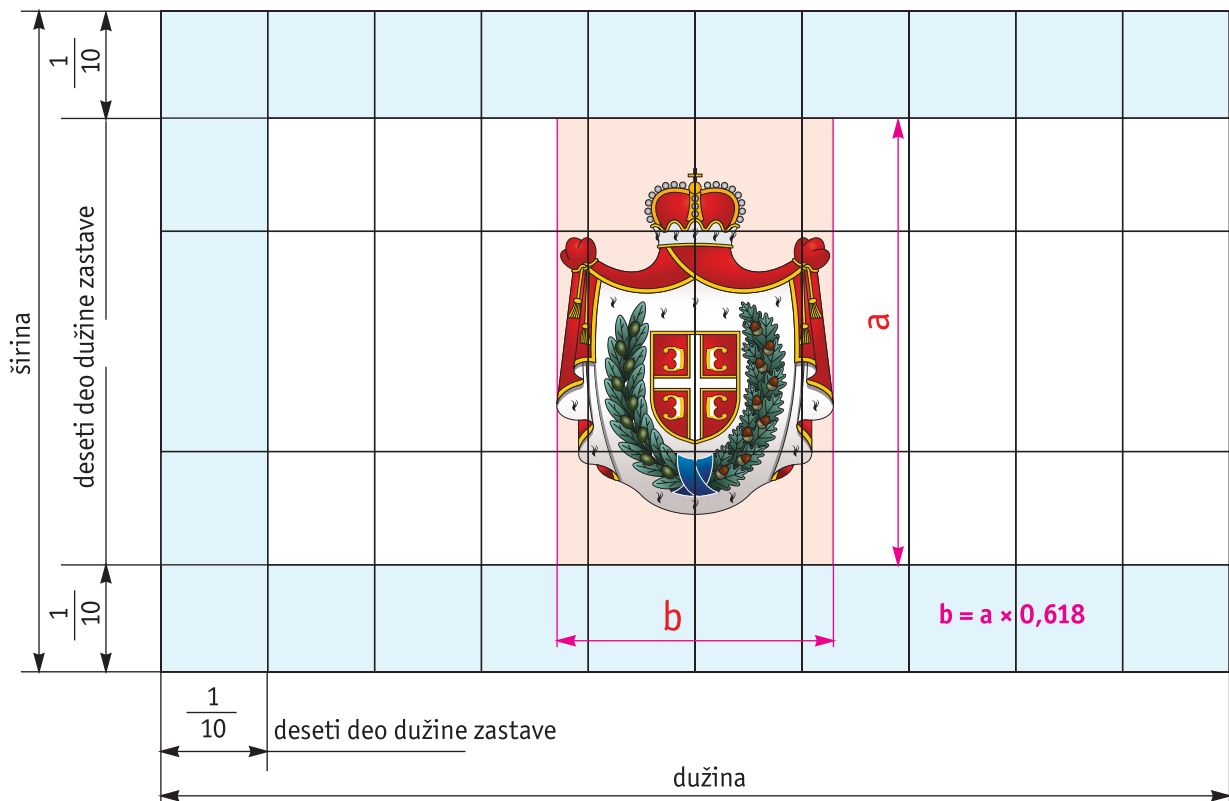 1
10
širina
deseti deo dužine zastave
a
1
10
b
b = a × 0,618
1
10
deseti deo dužine zastave
dužina